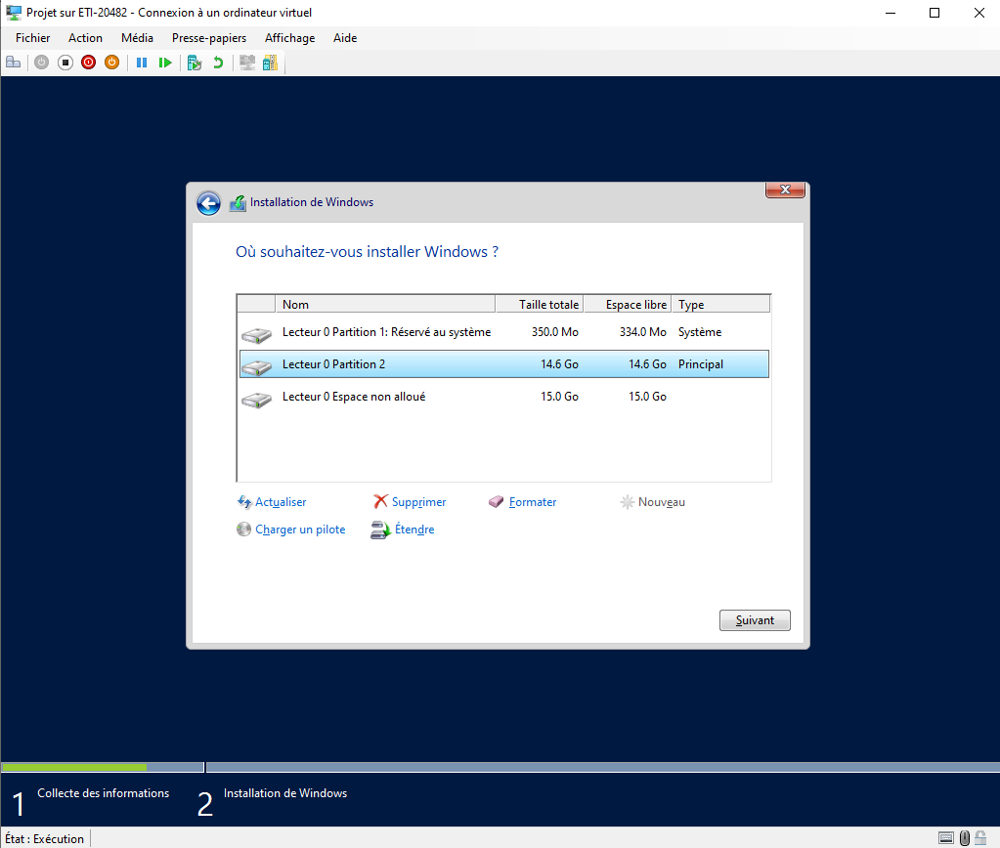 Projet sur ETI-20482 - Connexion à un ordinateur virtuel
Fichier Action Média Presse-papiers Affichage Aide
Installation de Windows
Où souhaitez-vous installer Windows ?
Nom Taille totale Espace libre Type
Lecteur 0 Partition 1: Réservé au système 350.0 Mo 334.0 Mo Système
Lecteur 0 Partition 2 14.6 Go 14.6 Go Principal
Lecteur 0 Espace non alloué 15.0 Go 15.0 Go
Actualiser Supprimer Formater Nouveau
Charger un pilote Étendre
Suivant
1 Collecte des informations 2 Installation de Windows
État : Exécution